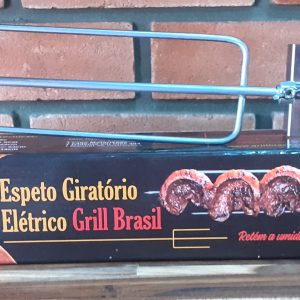 Espeto Giratório
Elétrico Grill Brasil
Retém a umid